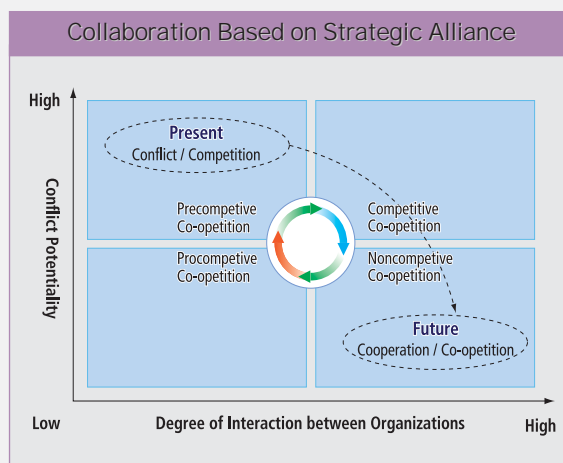 Collaboration Based on Strategic Alliance
High
Present
Conflict / Competition
Precompetive
Co-opetition
Competitive
Co-opetition
Conflict Potentiality
Procompetive
Co-opetition
Noncompetive
Co-opetition
Future
Cooperation / Co-opetition
Low
Degree of Interaction between Organizations
High